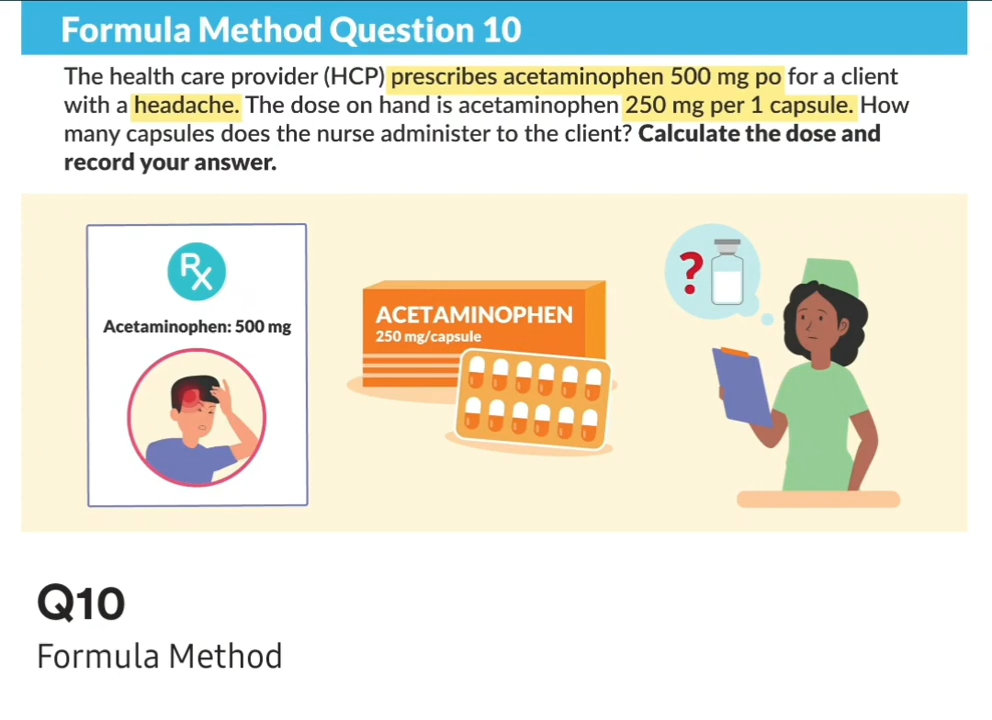 Formula Method Question 10
The health care provider (HCP) prescribes acetaminophen 500 mg po for a client
with a headache. The dose on hand is acetaminophen 250 mg per 1 capsule. How
many capsules does the nurse administer to the client? Calculate the dose and
record your answer.
Rx
Acetaminophen: 500 mg
ACETAMINOPHEN
250 mg/capsule
?
Q10
Formula Method